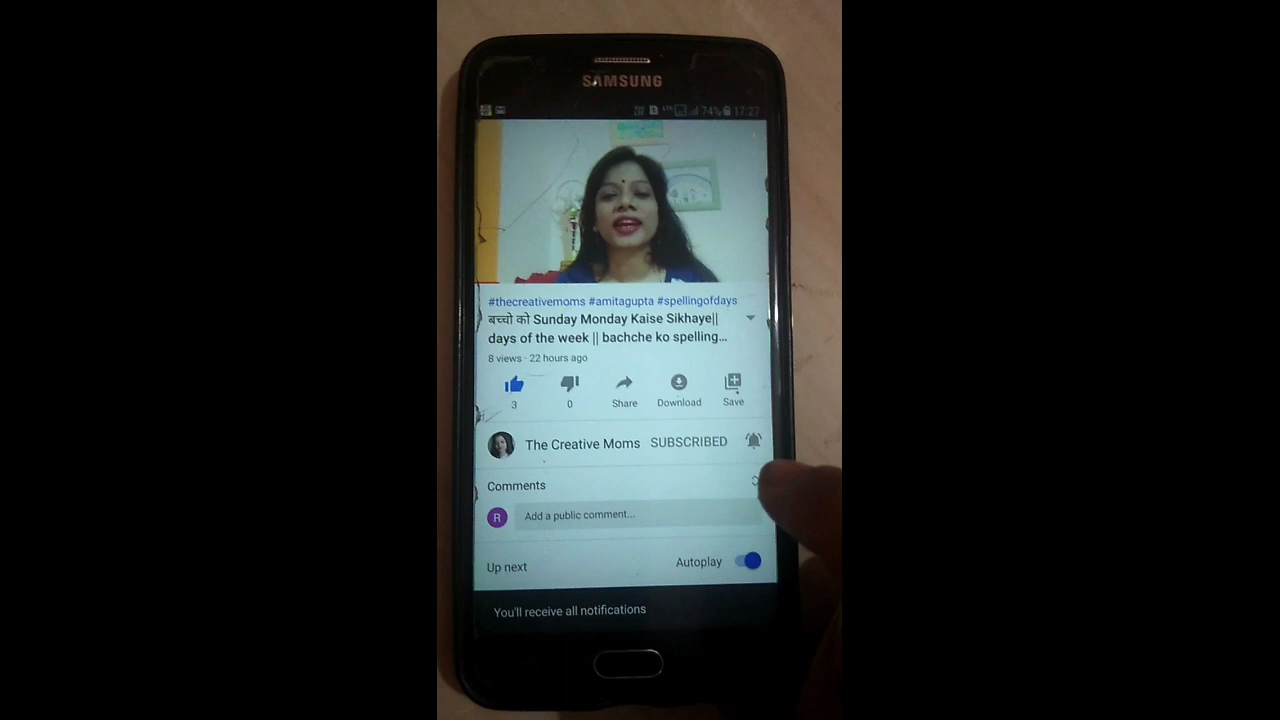 SAMSUNG
74% 17:27
#thecreativemoms #amitagupta #spellingofdays
बच्चो को Sunday Monday Kaise Sikhaye||
days of the week || bachche ko spelling...
8 views · 22 hours ago
3
0
Share
Download
Save
The Creative Moms SUBSCRIBED
Comments
R
Add a public comment...
Up next
Autoplay
You'll receive all notifications